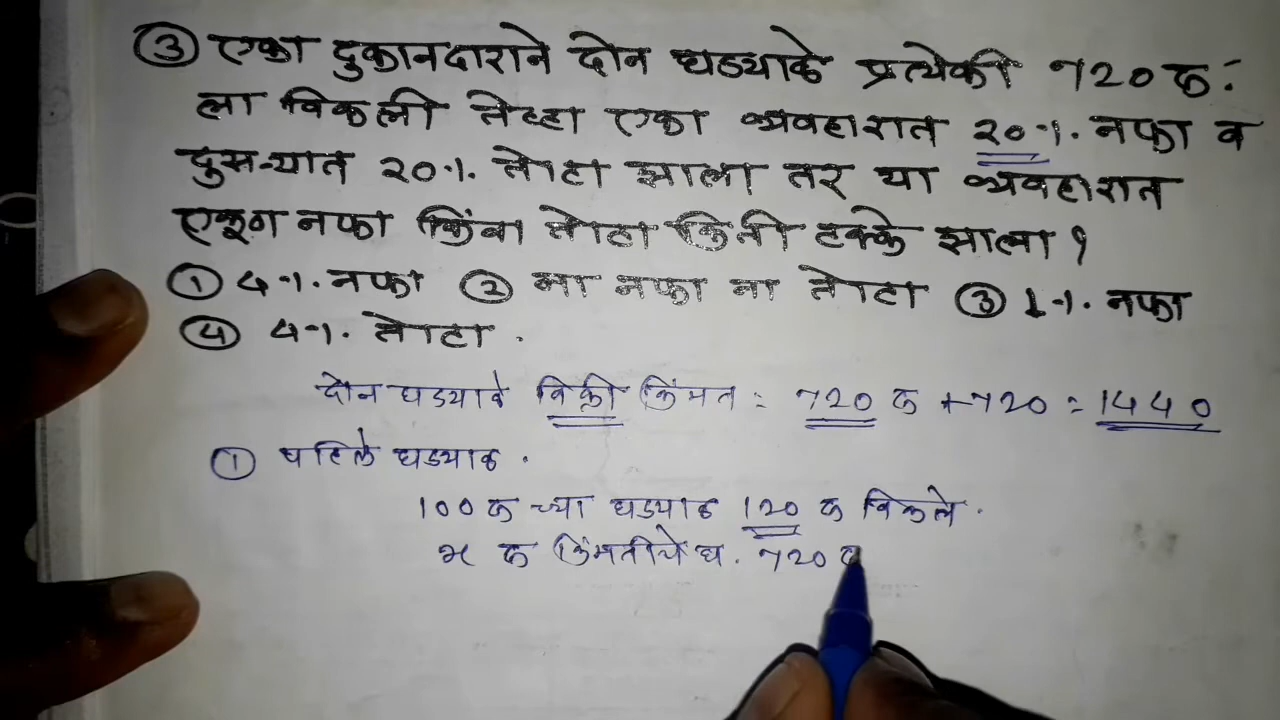 ③ एका दुकानदाराने दोन घड्याळे प्रत्येकी ७२० रु.
ला विकली तेव्हा एका व्यवहारात २०% नफा व
दुसऱ्यात २०% तोटा झाला तर या व्यवहारात
एकूण नफा किंवा तोटा किती टक्के झाला ?
① ४%. नफा ② ना नफा ना तोटा ③ १%. नफा
④ ४%. तोटा .
दोन घड्याळे विक्री किंमत = ७२० रु + ७२० = १४४०
① पहिले घड्याळ .
१०० रु च्या घड्याळ १२० रु विकले .
x रु किंमतीचे घ . ७२० रु